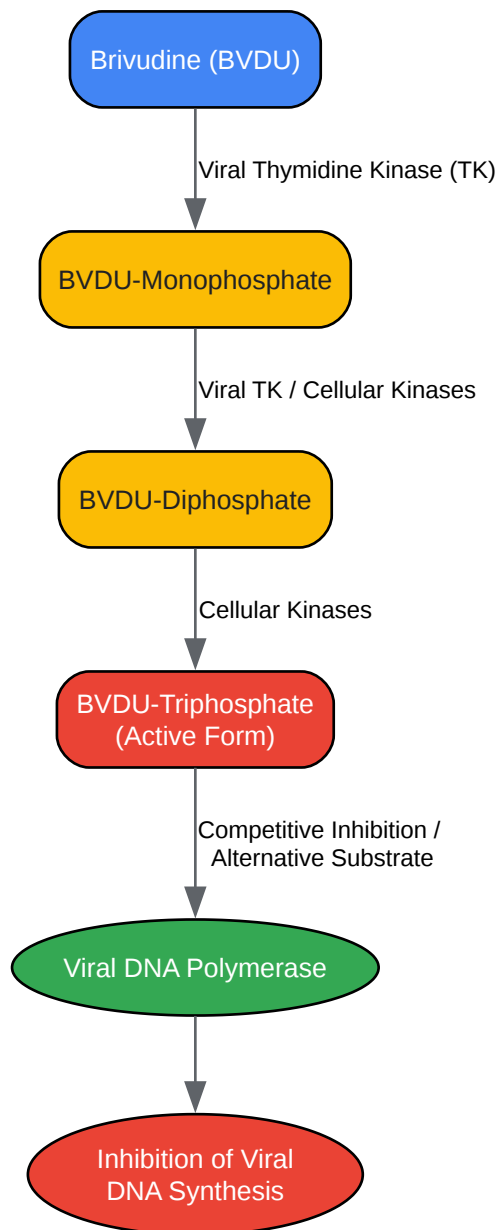 Brivudine (BVDU)
Viral Thymidine Kinase (TK)
BVDU-Monophosphate
Viral TK / Cellular Kinases
BVDU-Diphosphate
Cellular Kinases
BVDU-Triphosphate
(Active Form)
Competitive Inhibition /
Alternative Substrate
Viral DNA Polymerase
Inhibition of Viral
DNA Synthesis